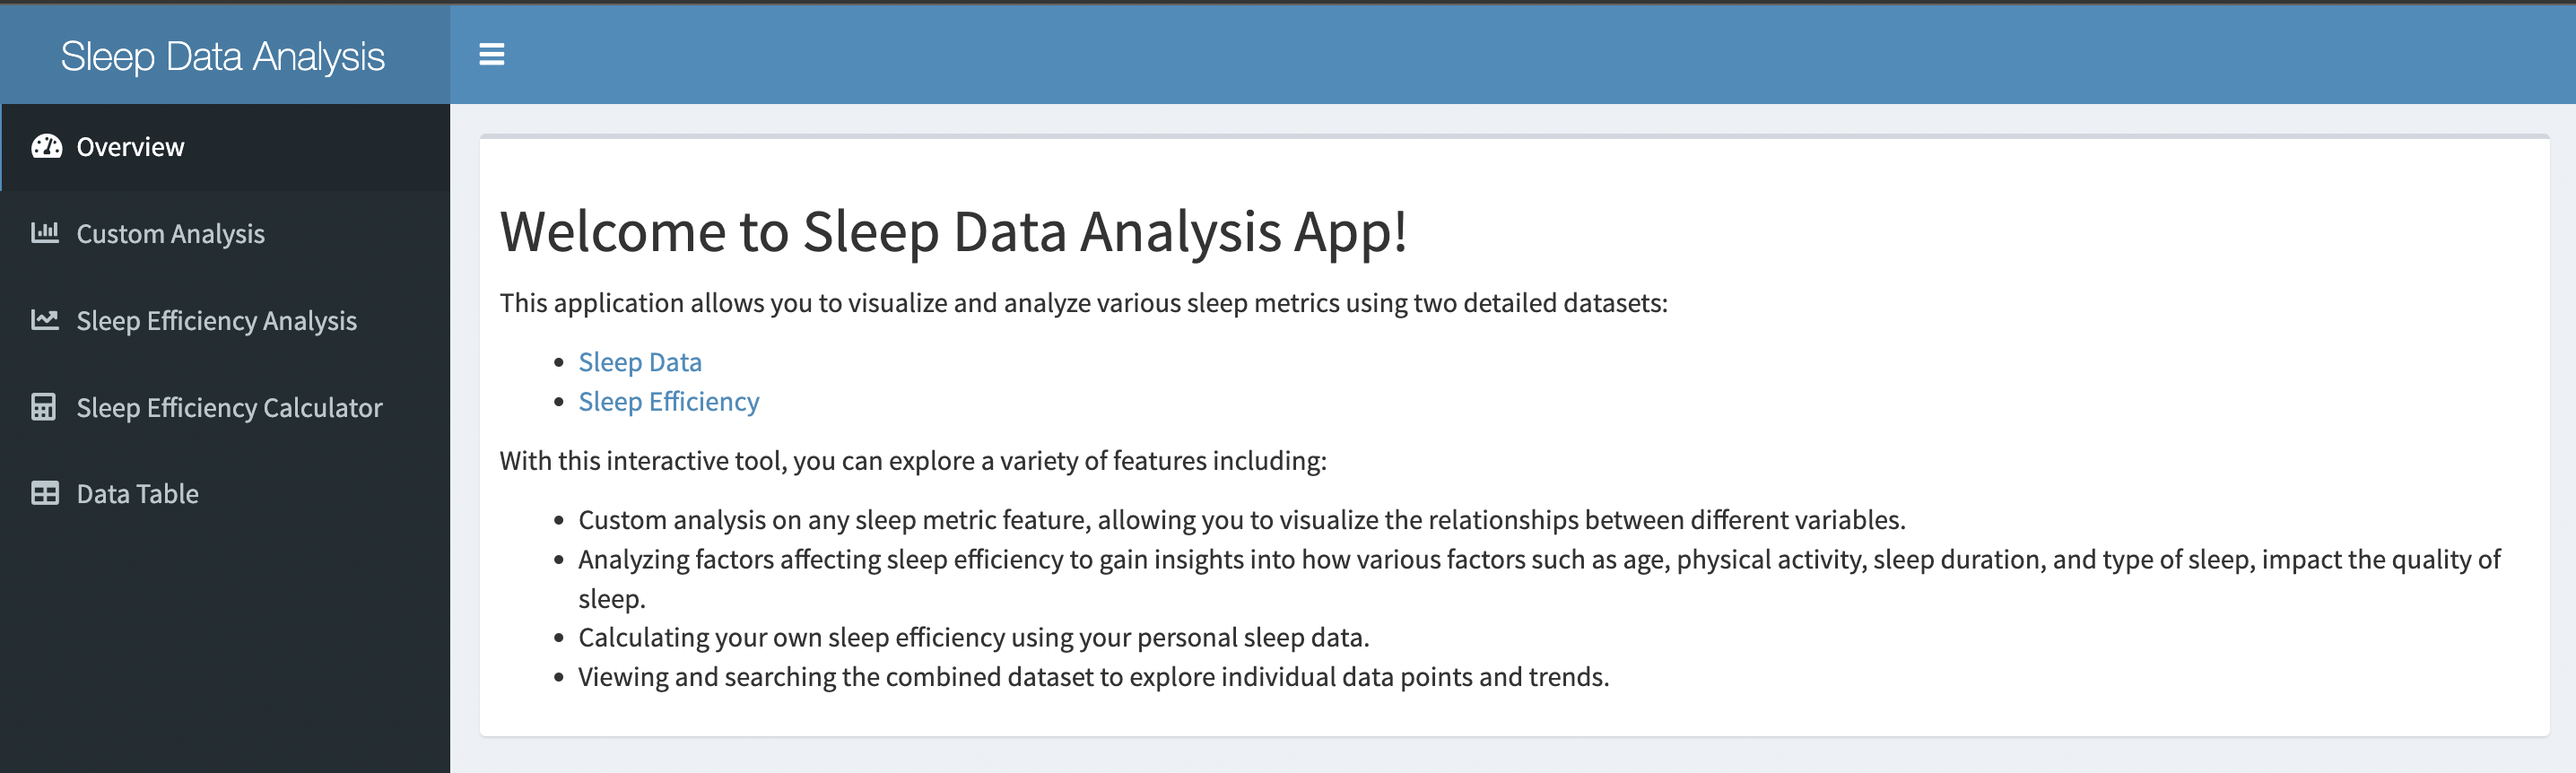 Sleep Data Analysis
Overview
Custom Analysis
Sleep Efficiency Analysis
Sleep Efficiency Calculator
Data Table
Welcome to Sleep Data Analysis App!
This application allows you to visualize and analyze various sleep metrics using two detailed datasets:
Sleep Data
Sleep Efficiency
With this interactive tool, you can explore a variety of features including:
Custom analysis on any sleep metric feature, allowing you to visualize the relationships between different variables.
Analyzing factors affecting sleep efficiency to gain insights into how various factors such as age, physical activity, sleep duration, and type of sleep, impact the quality of
sleep.
Calculating your own sleep efficiency using your personal sleep data.
Viewing and searching the combined dataset to explore individual data points and trends.